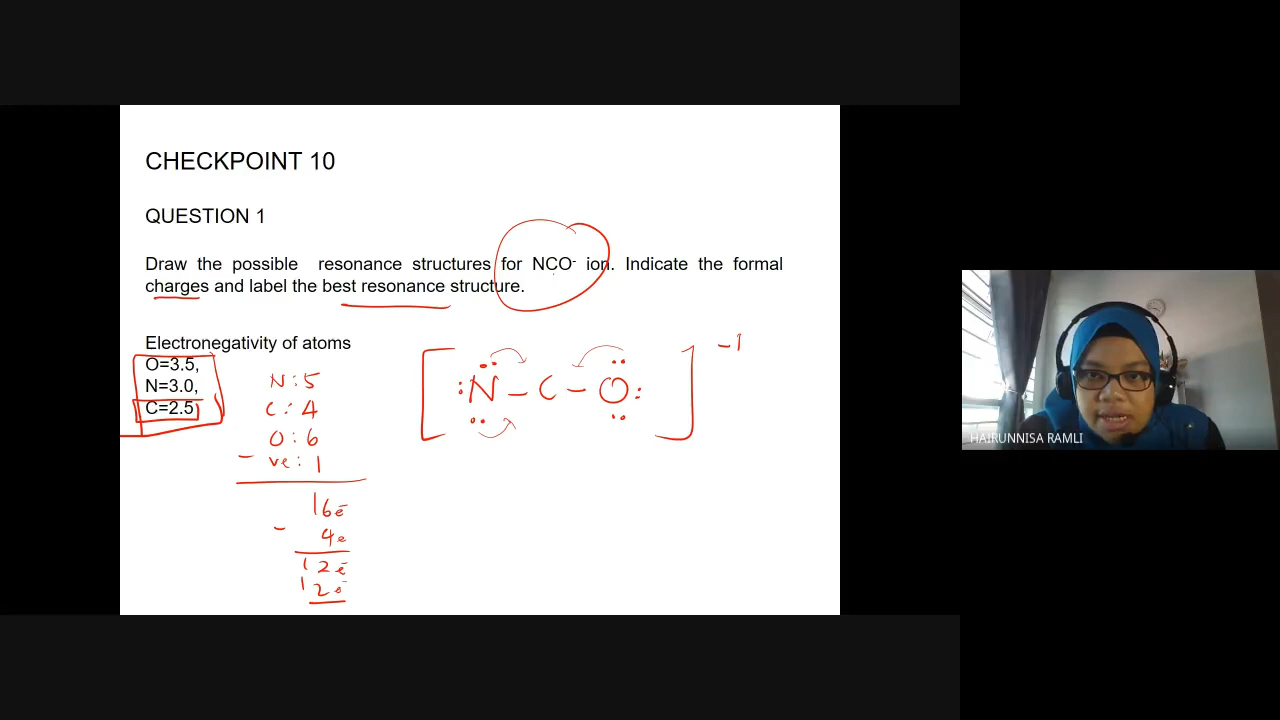 CHECKPOINT 10
QUESTION 1
Draw the possible resonance structures for NCO⁻ ion. Indicate the formal
charges and label the best resonance structure.
Electronegativity of atoms
O=3.5,
N=3.0,
C=2.5
N : 5
C : 4
O : 6
- ve : 1
16e⁻
- 4e
12e⁻
12e⁻
[:N - C - O:] -1
HAIRUNNISA RAMLI